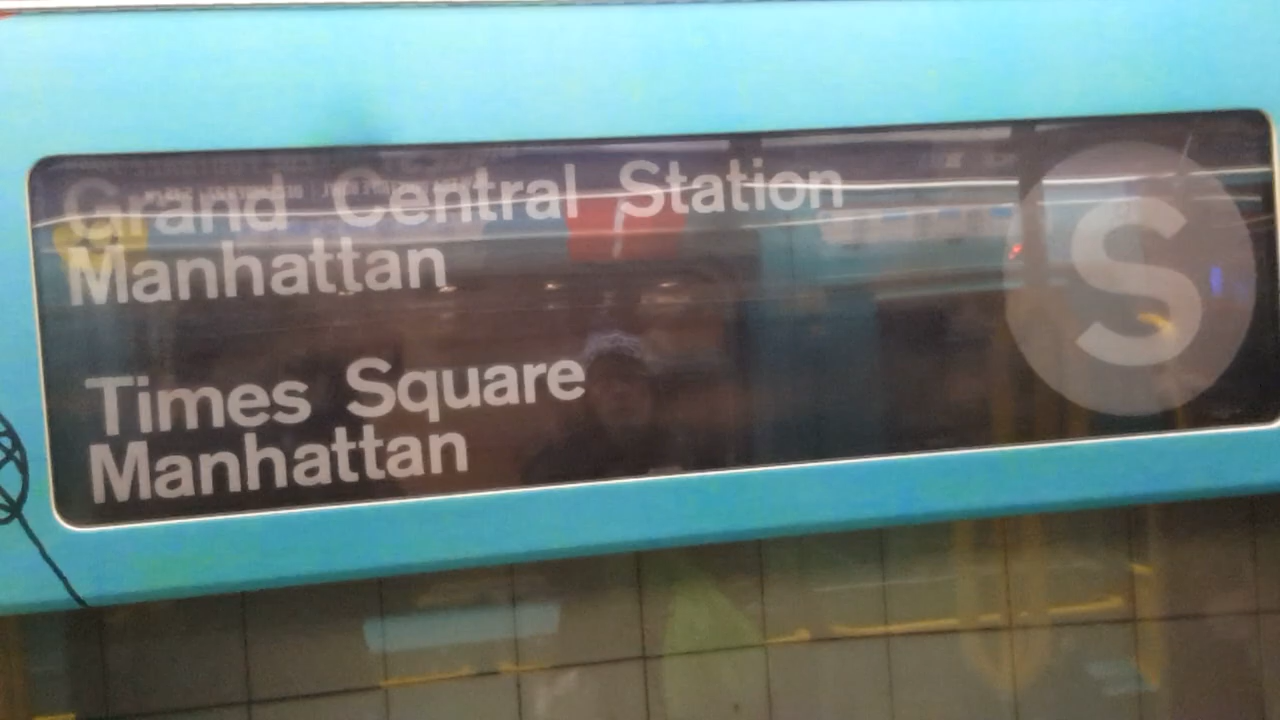 Grand Central Station
Manhattan
Times Square
Manhattan
S